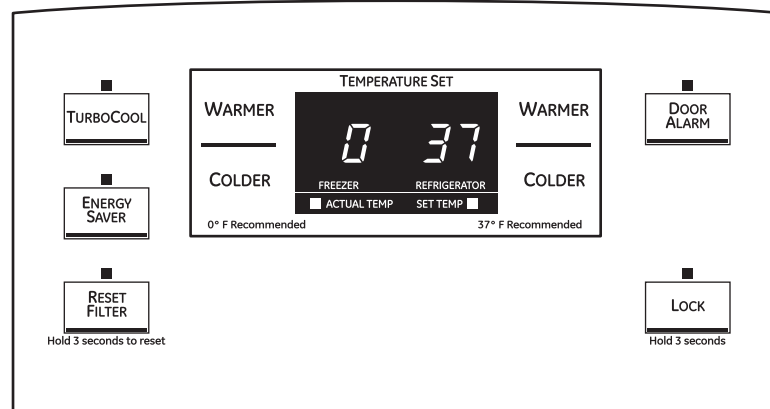 TEMPERATURE SET
TURBOCOOL
WARMER
0 37
WARMER
DOOR
ALARM
COLDER
FREEZER REFRIGERATOR
COLDER
ENERGY
SAVER
ACTUAL TEMP SET TEMP
0° F Recommended 37° F Recommended
RESET
FILTER
Hold 3 seconds to reset
LOCK
Hold 3 seconds